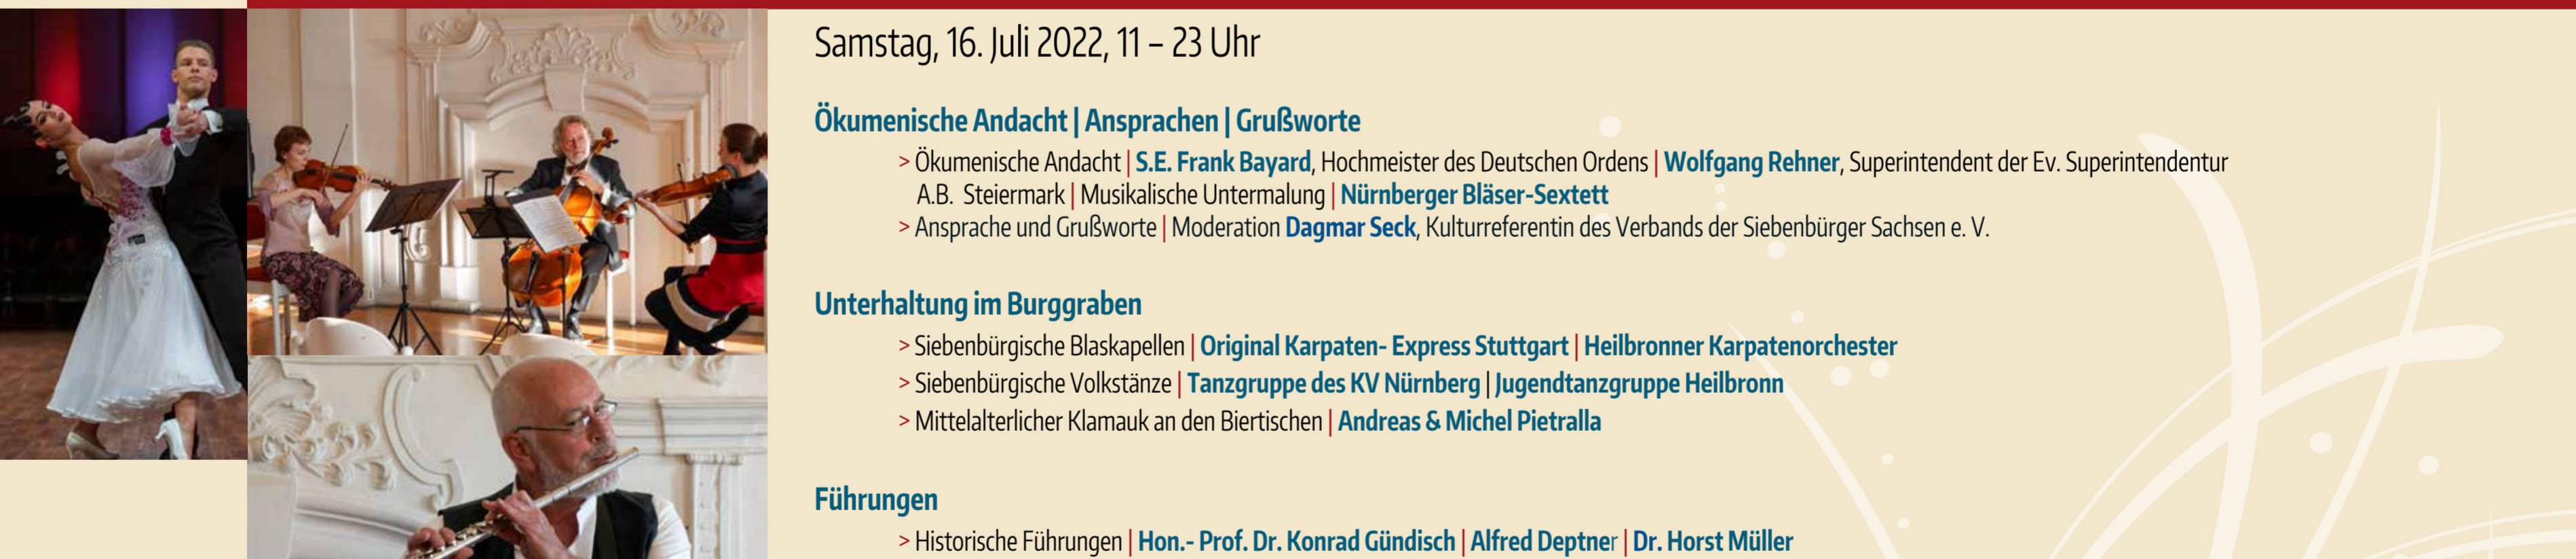 Samstag, 16. Juli 2022, 11 – 23 Uhr
Ökumenische Andacht | Ansprachen | Grußworte
> Ökumenische Andacht | S.E. Frank Bayard, Hochmeister des Deutschen Ordens | Wolfgang Rehner, Superintendent der Ev. Superintendentur
A.B. Steiermark | Musikalische Untermalung | Nürnberger Bläser-Sextett
> Ansprache und Grußworte | Moderation Dagmar Seck, Kulturreferentin des Verbands der Siebenbürger Sachsen e. V.
Unterhaltung im Burggraben
> Siebenbürgische Blaskapellen | Original Karpaten- Express Stuttgart | Heilbronner Karpatenorchester
> Siebenbürgische Volkstänze | Tanzgruppe des KV Nürnberg | Jugendtanzgruppe Heilbronn
> Mittelalterlicher Klamauk an den Biertischen | Andreas & Michel Pietralla
Führungen
> Historische Führungen | Hon.- Prof. Dr. Konrad Gündisch | Alfred Deptner | Dr. Horst Müller